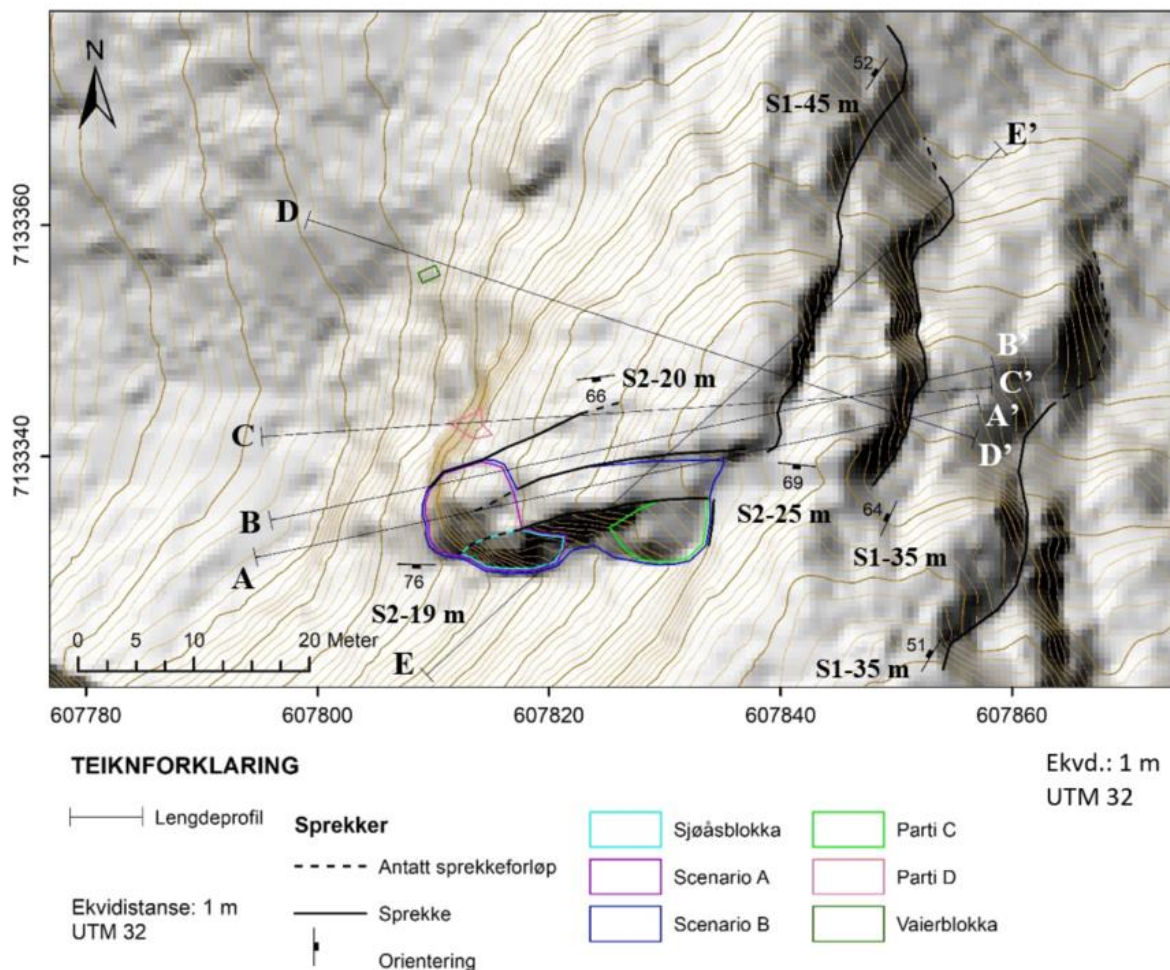 N
52
S1-45 m
E’
D
7133360
66
S2-20 m
B’
C’
A’
D’
C
7133340
B
A
69
S2-25 m
64
S1-35 m
76
S2-19 m
0 5 10 20 Meter
E
51
S1-35 m
607780 607800 607820 607840 607860
TEIKNFORKLARING
Ekvd.: 1 m
UTM 32
Lengdeprofil
Ekvidistanse: 1 m
UTM 32
Sprekker
Antatt sprekkeforløp
Sprekke
Orientering
Sjøåsblokka
Scenario A
Scenario B
Parti C
Parti D
Vaierblokka